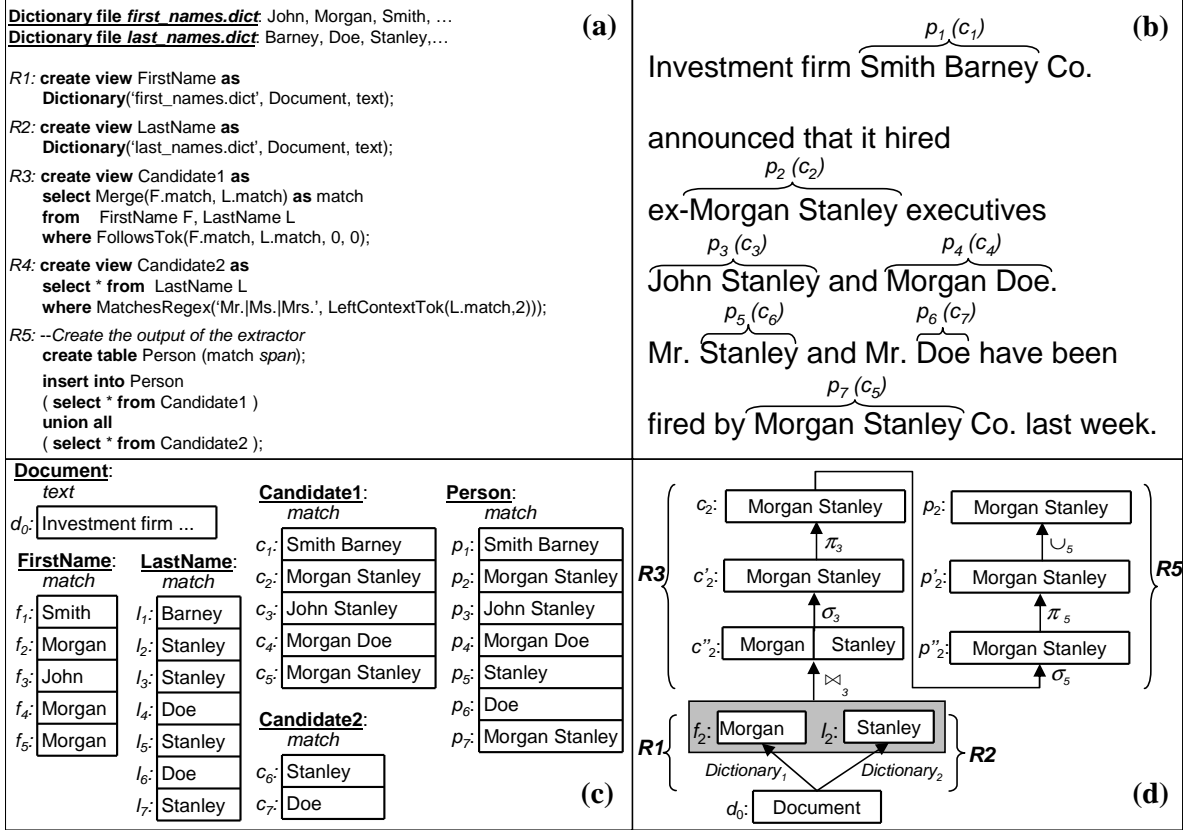 Dictionary file first_names.dict: John, Morgan, Smith, …
Dictionary file last_names.dict: Barney, Doe, Stanley,…
(a)
R1: create view FirstName as
Dictionary(‘first_names.dict’, Document, text);
R2: create view LastName as
Dictionary(‘last_names.dict’, Document, text);
R3: create view Candidate1 as
select Merge(F.match, L.match) as match
from FirstName F, LastName L
where FollowsTok(F.match, L.match, 0, 0);
R4: create view Candidate2 as
select * from LastName L
where MatchesRegex(‘Mr.|Ms.|Mrs.’, LeftContextTok(L.match,2)));
R5: --Create the output of the extractor
create table Person (match span);
insert into Person
( select * from Candidate1 )
union all
( select * from Candidate2 );
(b)
p1 (c1)
Investment firm Smith Barney Co.
announced that it hired
p2 (c2)
ex-Morgan Stanley executives
p3 (c3) p4 (c4)
John Stanley and Morgan Doe.
p5 (c6) p6 (c7)
Mr. Stanley and Mr. Doe have been
p7 (c5)
fired by Morgan Stanley Co. last week.
Document:
text
d0: Investment firm ...
FirstName:
match
f1: Smith
f2: Morgan
f3: John
f4: Morgan
f5: Morgan
LastName:
match
l1: Barney
l2: Stanley
l3: Stanley
l4: Doe
l5: Stanley
l6: Doe
l7: Stanley
Candidate1:
match
c1: Smith Barney
c2: Morgan Stanley
c3: John Stanley
c4: Morgan Doe
c5: Morgan Stanley
Candidate2:
match
c6: Stanley
c7: Doe
Person:
match
p1: Smith Barney
p2: Morgan Stanley
p3: John Stanley
p4: Morgan Doe
p5: Stanley
p6: Doe
p7: Morgan Stanley
(c)
c2: Morgan Stanley
π3
R3 c'2: Morgan Stanley
σ3
c''2: Morgan Stanley
⋈3
p2: Morgan Stanley
∪5
p'2: Morgan Stanley R5
π5
p''2: Morgan Stanley
σ5
R1 f2: Morgan l2: Stanley R2
Dictionary1 Dictionary2
d0: Document
(d)